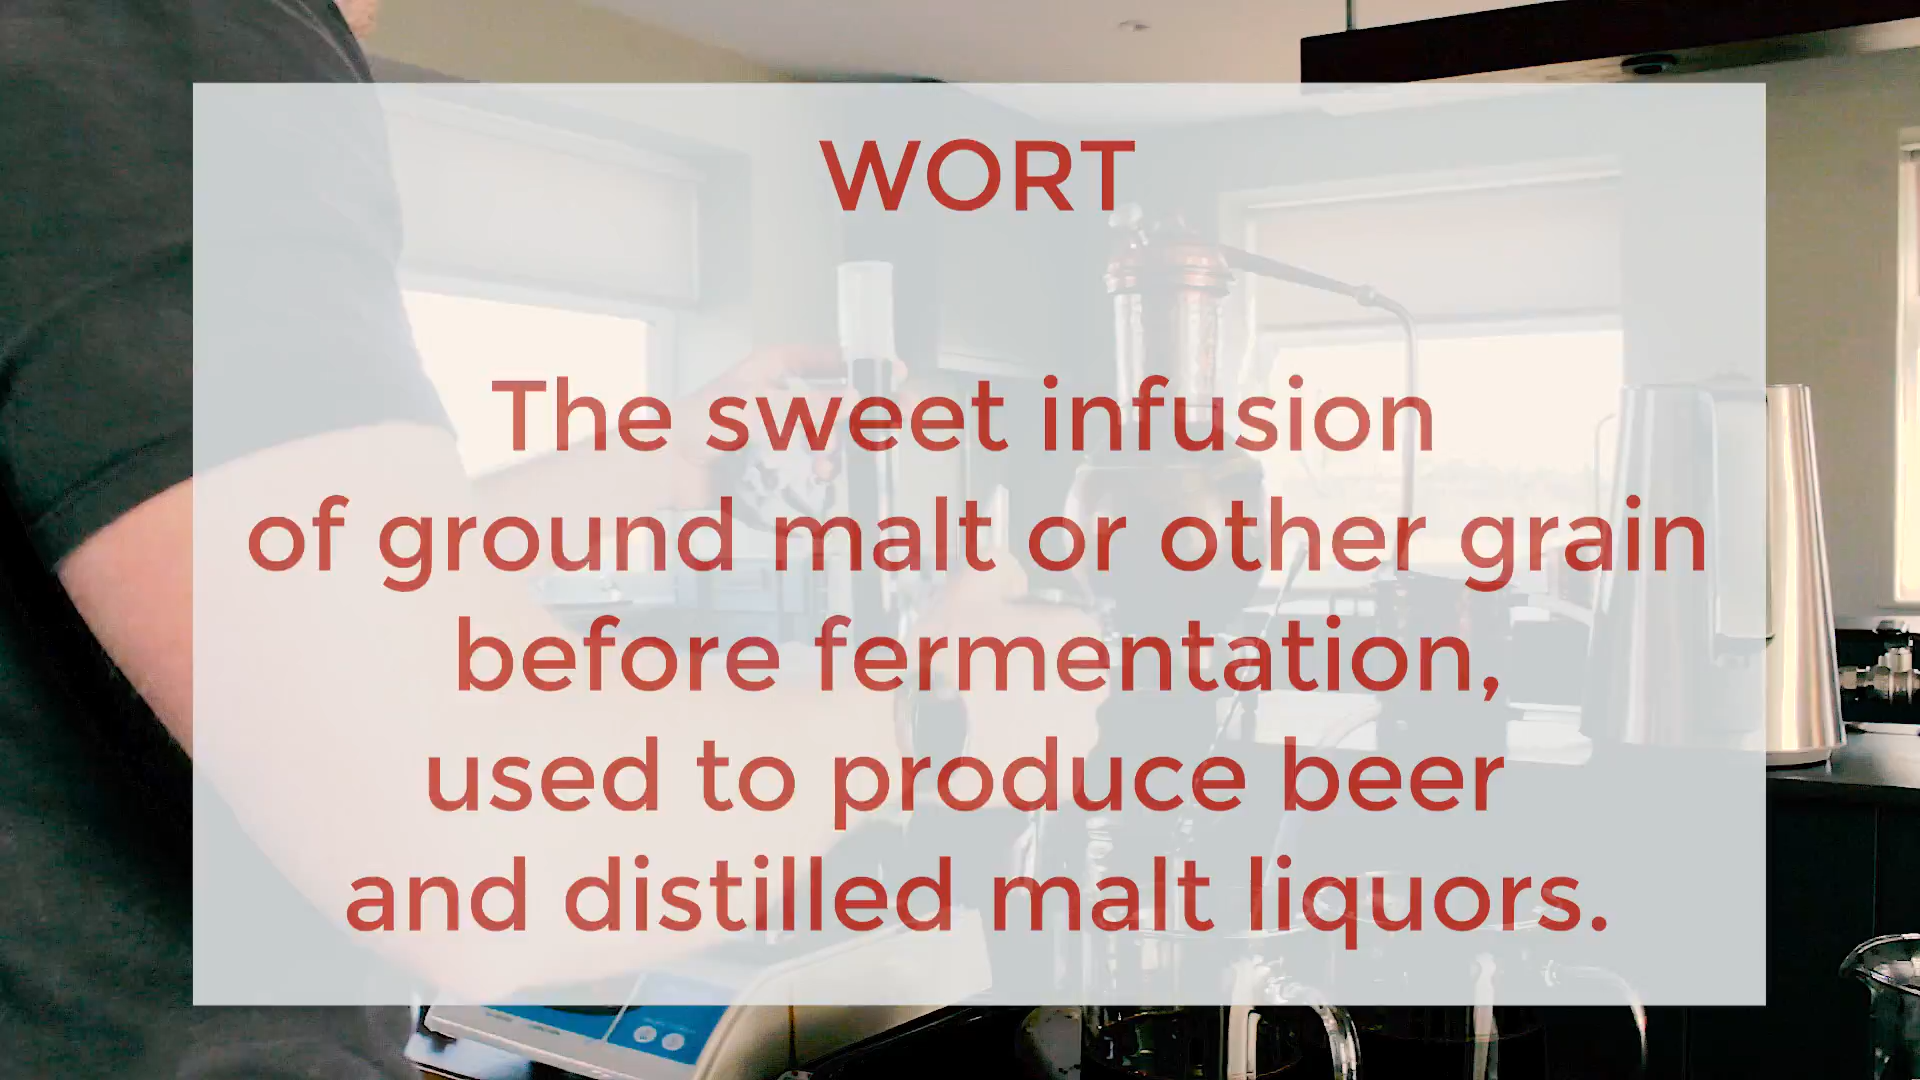 WORT
The sweet infusion
of ground malt or other grain
before fermentation,
used to produce beer
and distilled malt liquors.